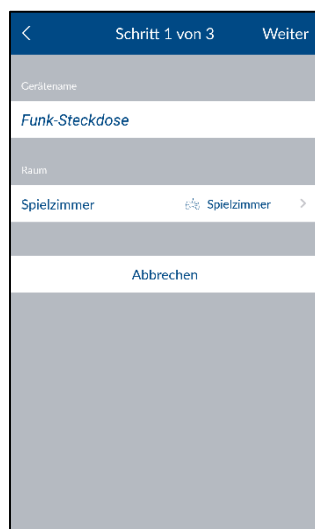 Schritt 1 von 3 Weiter
Gerätename
Funk-Steckdose
Raum
Spielzimmer Spielzimmer
Abbrechen